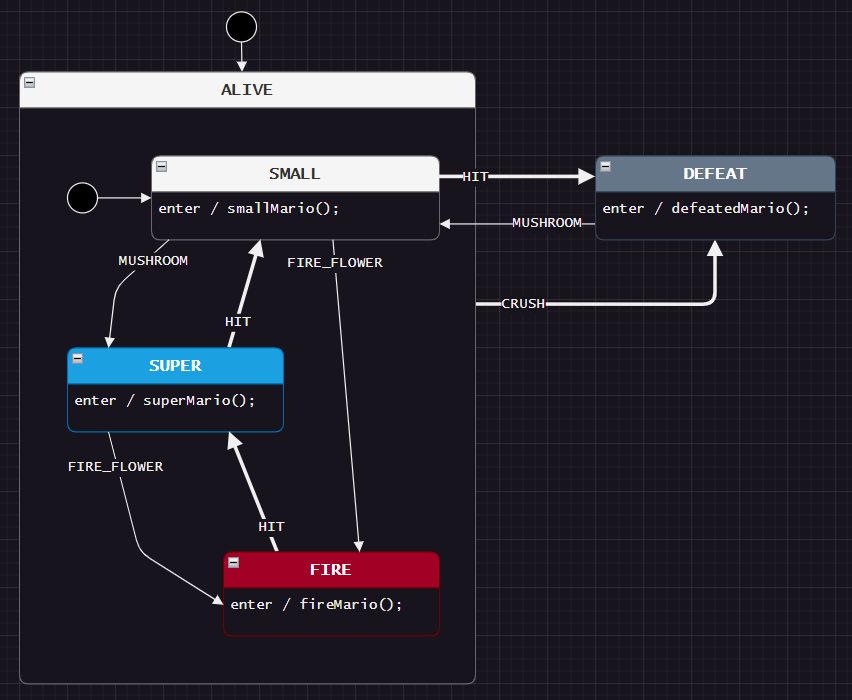 ALIVE
SMALL
enter / smallMario();
HIT
DEFEAT
enter / defeatedMario();
MUSHROOM
MUSHROOM
FIRE_FLOWER
CRUSH
HIT
SUPER
enter / superMario();
FIRE_FLOWER
HIT
FIRE
enter / fireMario();